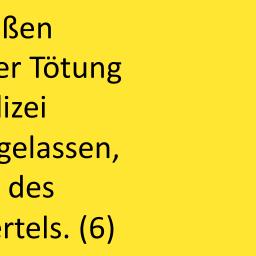 ßen
er Tötung
lizei
gelassen,
des
ertels. (6)